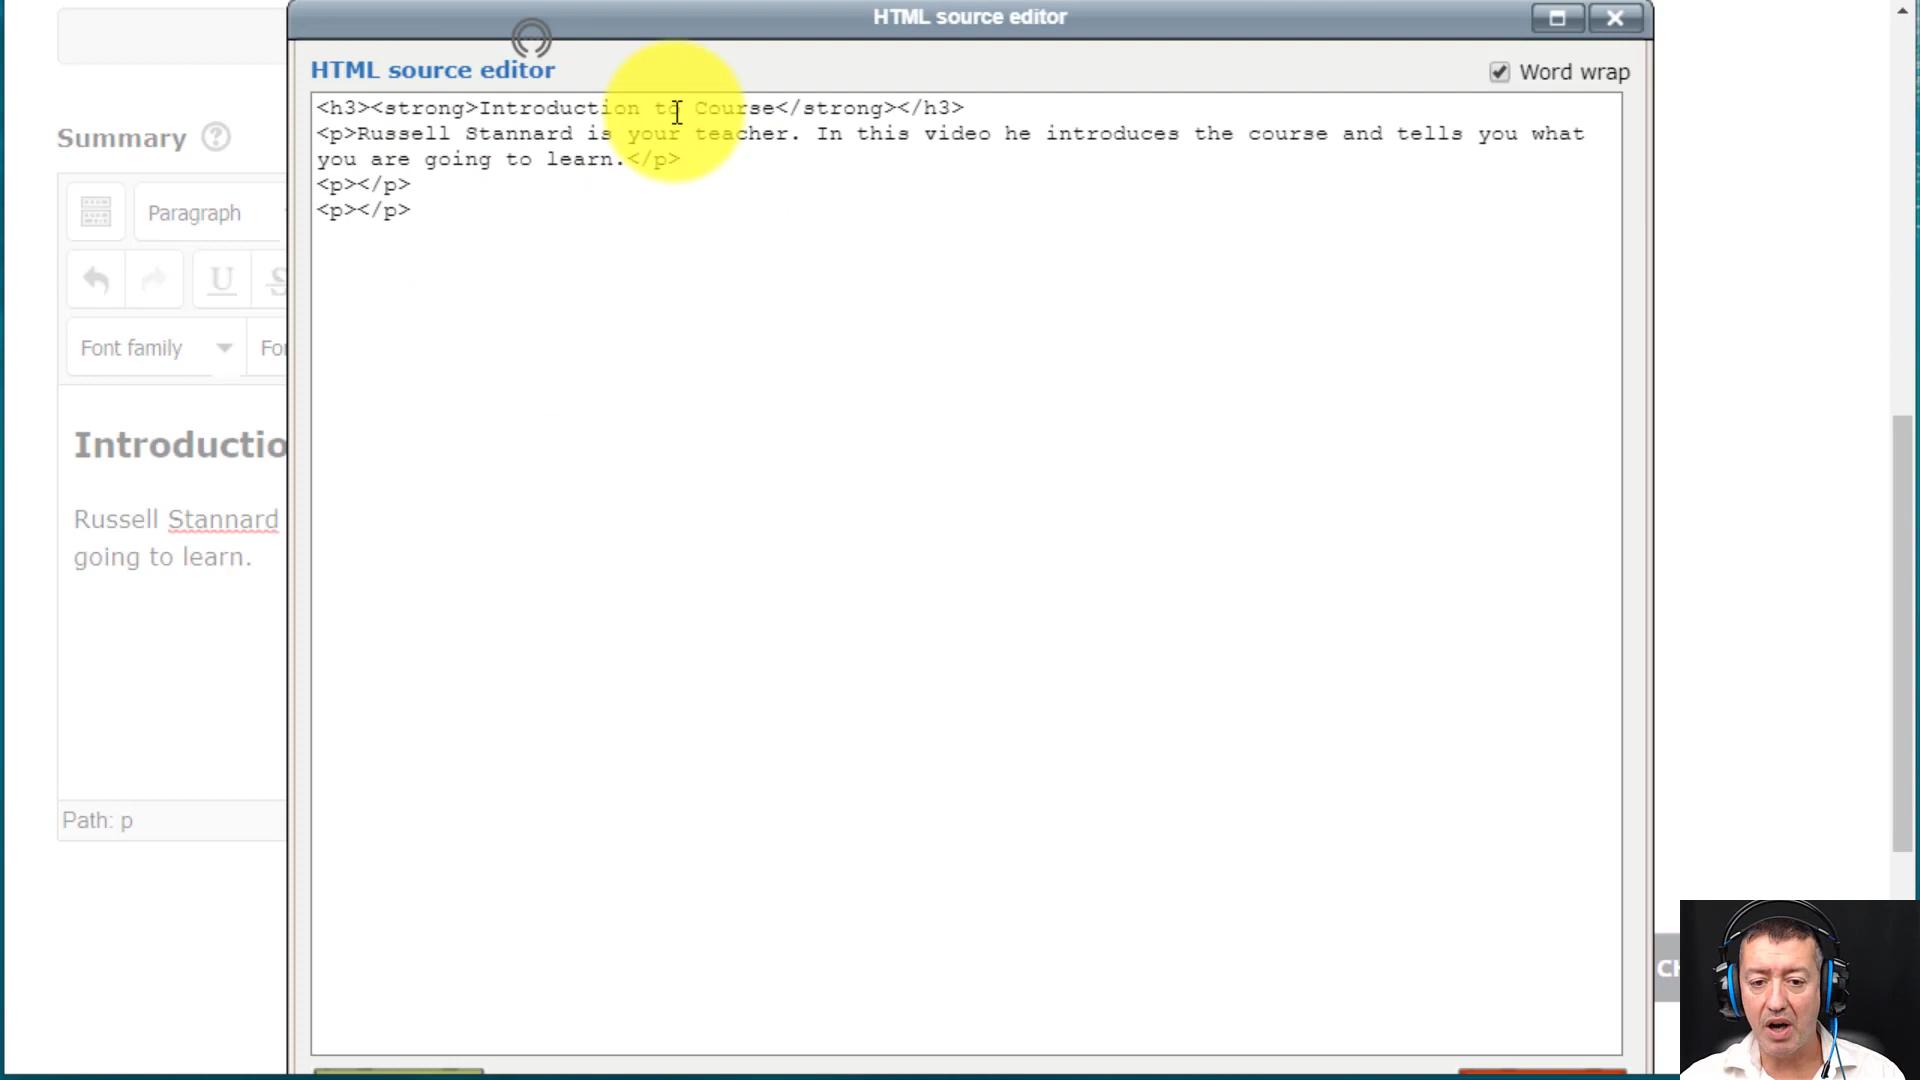 HTML source editor
HTML source editor
Word wrap
<h3><strong>Introduction to Course</strong></h3>
<p>Russell Stannard is your teacher. In this video he introduces the course and tells you what
you are going to learn.</p>
<p></p>
<p></p>
Summary
Paragraph
U S
Font family
Introductio
Russell Stannard
going to learn.
Path: p